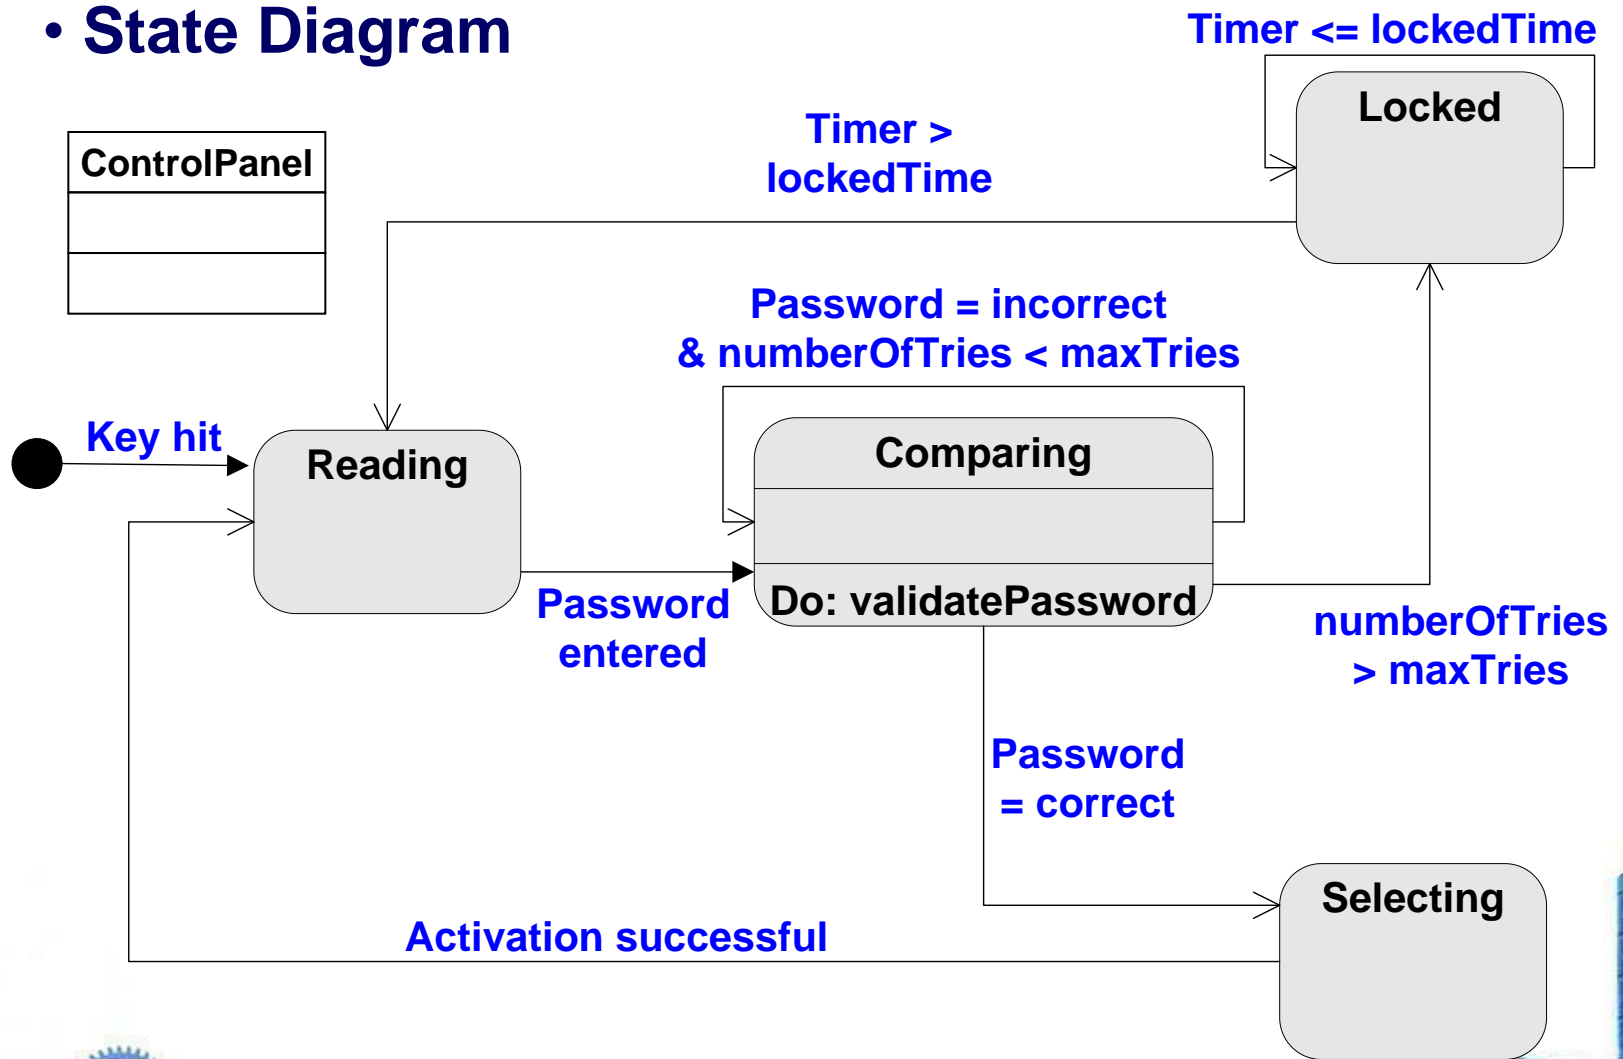 • State Diagram
Timer <= lockedTime
Locked
Timer >
lockedTime
ControlPanel
Password = incorrect
& numberOfTries < maxTries
Key hit
Reading
Comparing
Password
entered
Do: validatePassword
numberOfTries
> maxTries
Password
= correct
Selecting
Activation successful